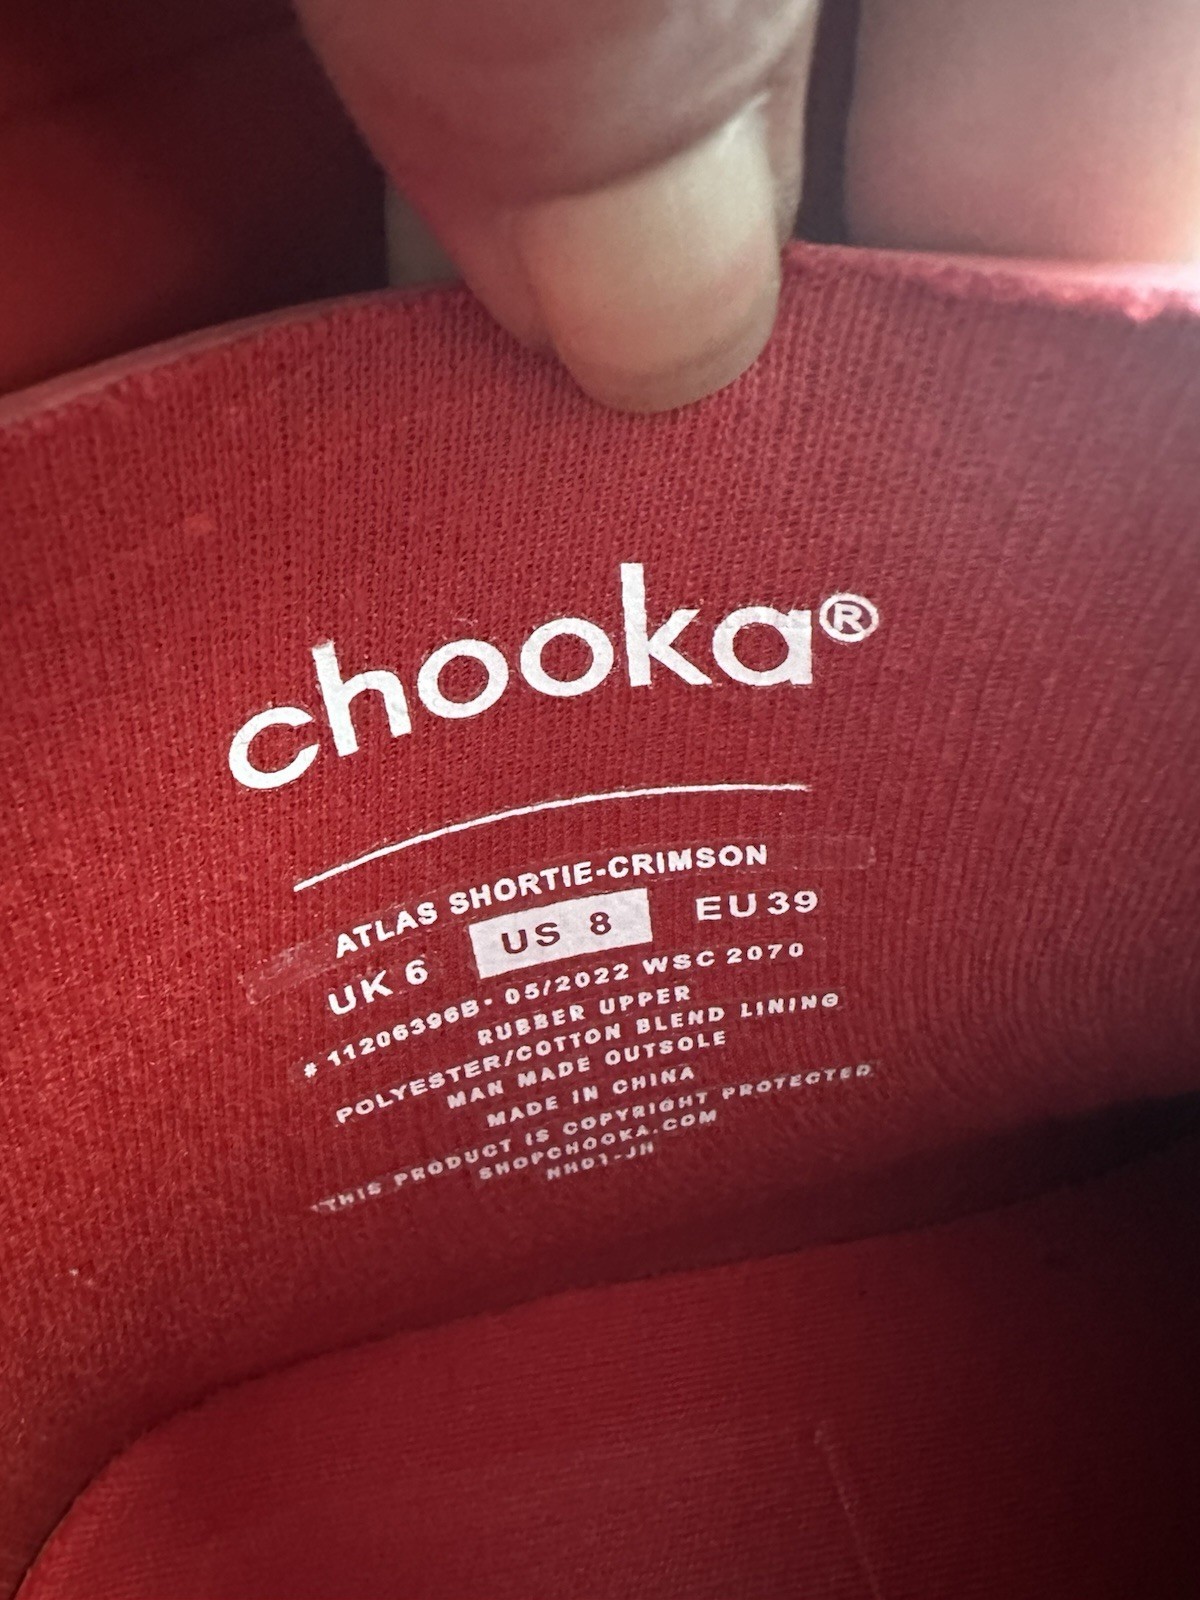 chooka®
ATLAS SHORTIE-CRIMSON
UK 6 US 8 EU 39
# 11206396B- 05/2022 WSC 2070
RUBBER UPPER
POLYESTER/COTTON BLEND LINING
MAN MADE OUTSOLE
MADE IN CHINA
*THIS PRODUCT IS COPYRIGHT PROTECTED
SHOPCHOOKA.COM
NHD1-JH